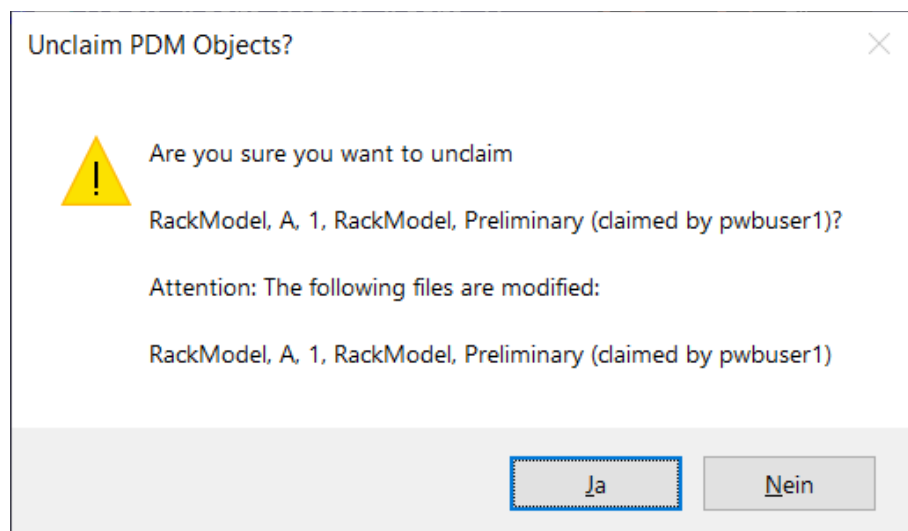 Unclaim PDM Objects?
Are you sure you want to unclaim
RackModel, A, 1, RackModel, Preliminary (claimed by pwbuser1)?
Attention: The following files are modified:
RackModel, A, 1, RackModel, Preliminary (claimed by pwbuser1)
Ja
Nein